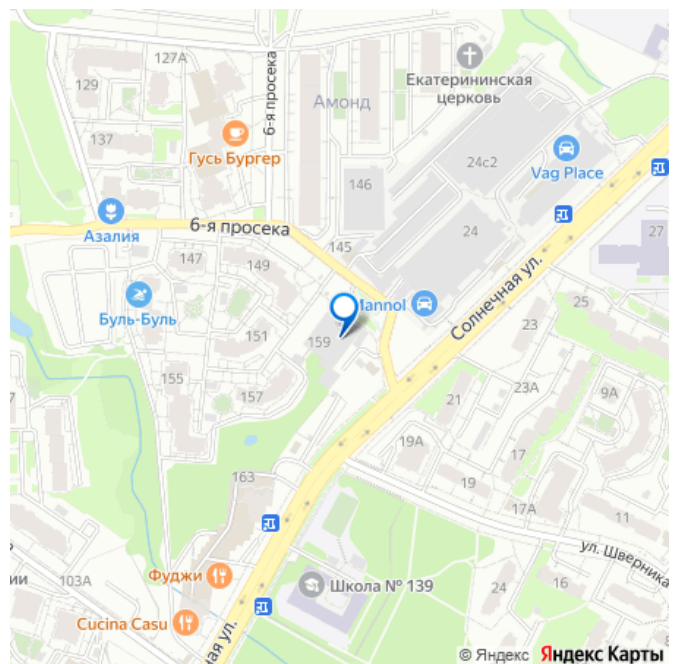 127А
129
6-я просека
Екатерининская
церковь
Амонд
137
Гусь Бургер
24с2
Vag Place
146
Азалия
6-я просека
27
24
145
147
149
Солнечная ул.
Mannol
Буль-Буль
25
23
151
159
155
23А
9А
157
21
19А
17
163
19
17А
11
ул. Шверника
103А
Фуджи
Школа № 139
24
16
ии
Cucina Casu
ная ул.
© Яндекс Яндекс Карты